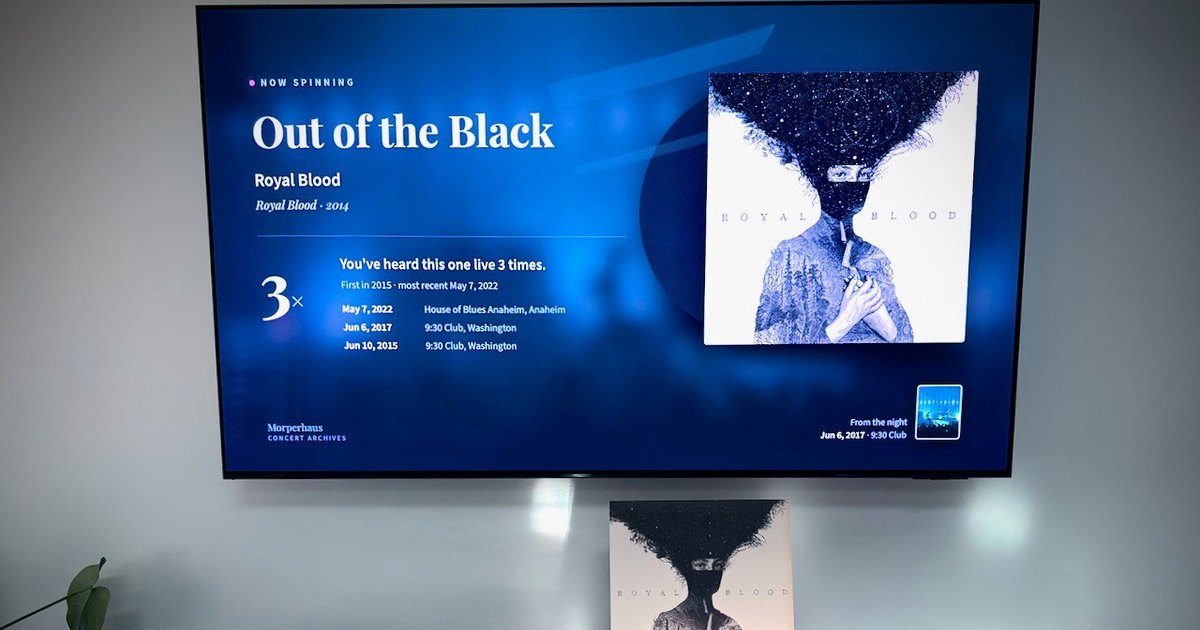 NOW SPINNING
Out of the Black
Royal Blood
Royal Blood · 2014
3×
You've heard this one live 3 times.
First in 2015 · most recent May 7, 2022
May 7, 2022 House of Blues Anaheim, Anaheim
Jun 6, 2017 9:30 Club, Washington
Jun 10, 2015 9:30 Club, Washington
Morperhaus
CONCERT ARCHIVES
ROYAL BLOOD
From the night
Jun 6, 2017 · 9:30 Club
ROYAL BLOOD